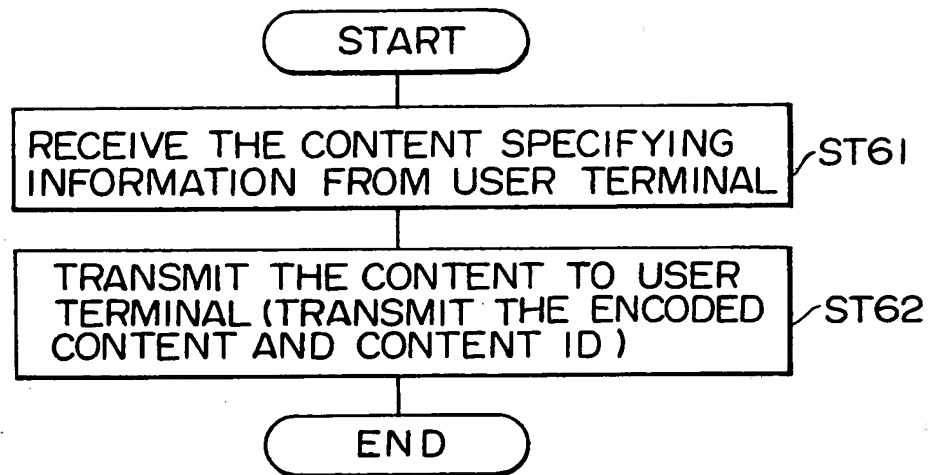 START
RECEIVE THE CONTENT SPECIFYING
INFORMATION FROM USER TERMINAL
ST61
TRANSMIT THE CONTENT TO USER
TERMINAL (TRANSMIT THE ENCODED
CONTENT AND CONTENT ID)
ST62
END